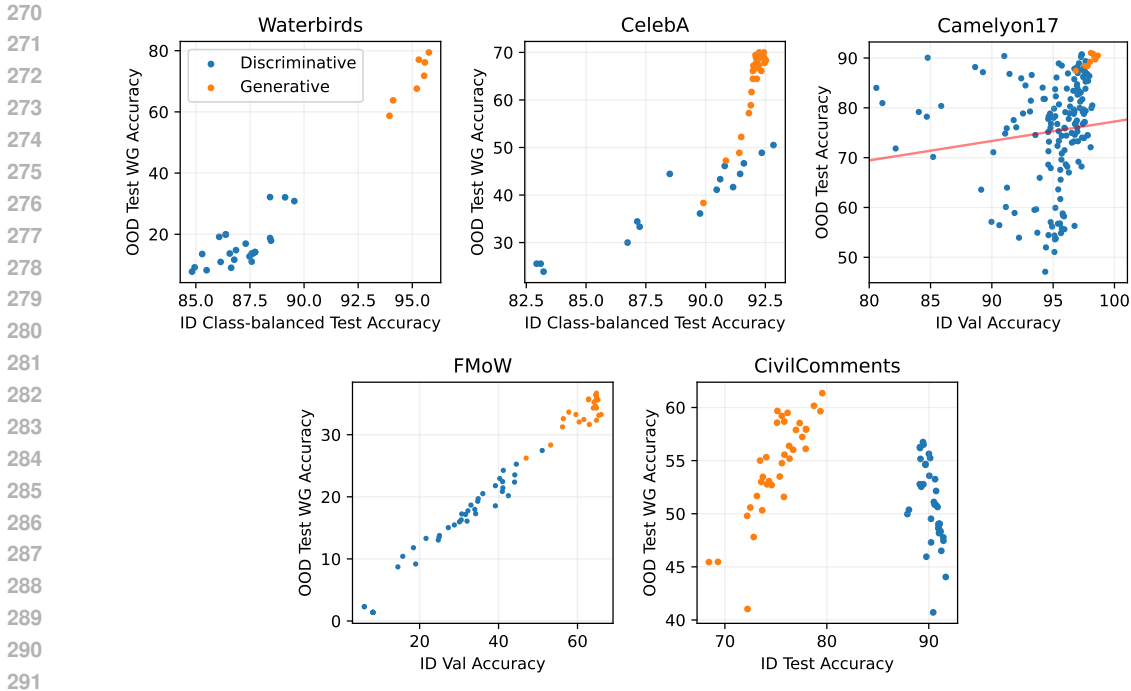 270
271
272
273
274
275
276
277
278
279
280
281
282
283
284
285
286
287
288
289
290
291
Waterbirds
OOD Test WG Accuracy
80
60
40
20
Discriminative
Generative
85.0 87.5 90.0 92.5 95.0
ID Class-balanced Test Accuracy
CelebA
OOD Test WG Accuracy
70
60
50
40
30
82.5 85.0 87.5 90.0 92.5
ID Class-balanced Test Accuracy
Camelyon17
OOD Test Accuracy
90
80
70
60
50
80 85 90 95 100
ID Val Accuracy
FMoW
OOD Test WG Accuracy
30
20
10
0
20 40 60
ID Val Accuracy
CivilComments
OOD Test WG Accuracy
60
55
50
45
40
70 80 90
ID Test Accuracy